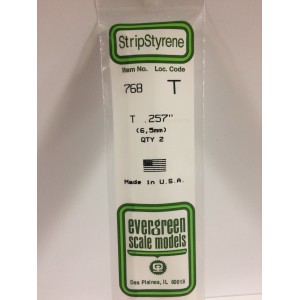 StripStyrene
Item No. Loc. Code
768 T
T .257"
(6,5mm)
QTY 2
Made in U.S.A.
evergreen
scale models
Des Plaines, IL 60018